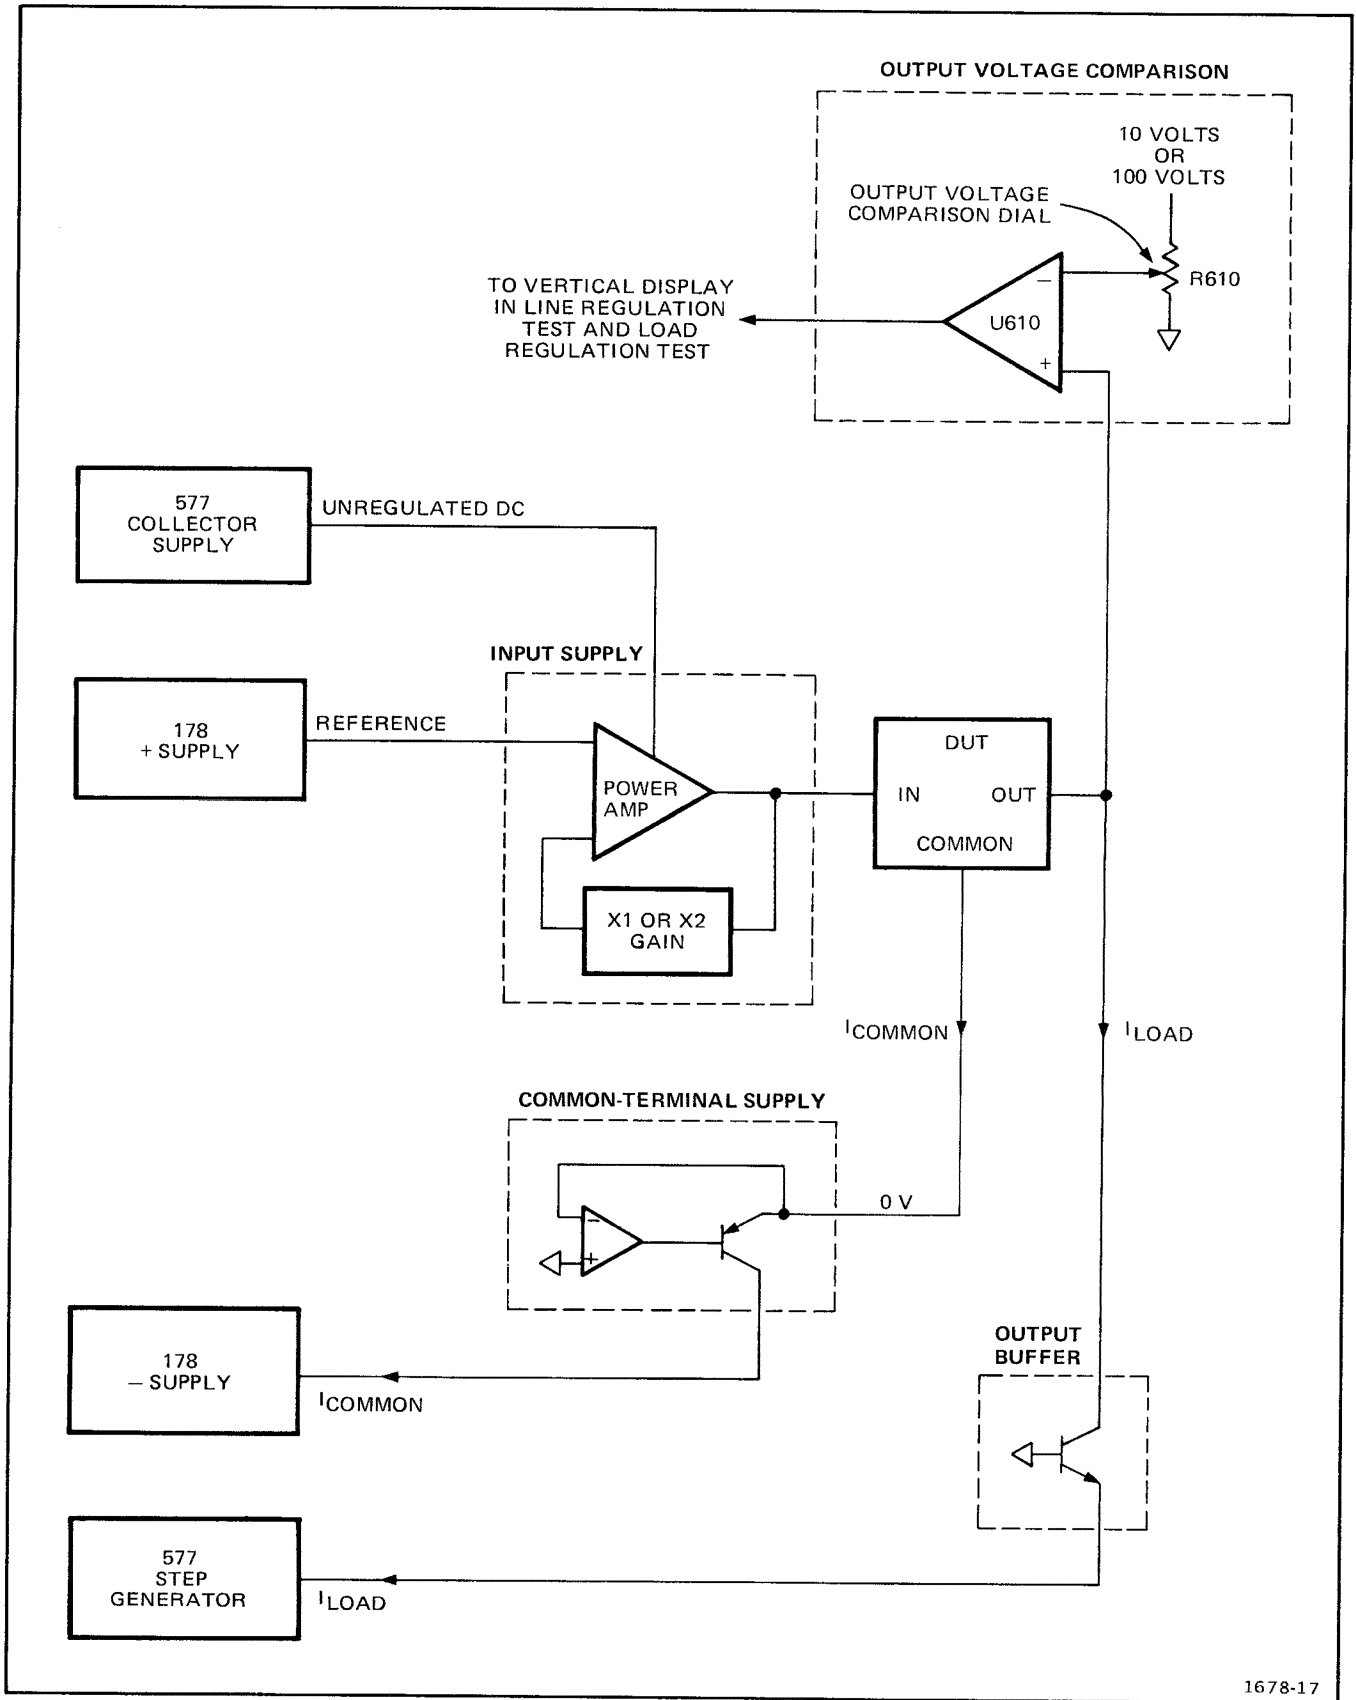 OUTPUT VOLTAGE COMPARISON
10 VOLTS
OR
100 VOLTS
OUTPUT VOLTAGE
COMPARISON DIAL
R610
−
U610
+
TO VERTICAL DISPLAY
IN LINE REGULATION
TEST AND LOAD
REGULATION TEST
577
COLLECTOR
SUPPLY
UNREGULATED DC
INPUT SUPPLY
178
+ SUPPLY
REFERENCE
POWER
AMP
X1 OR X2
GAIN
DUT
IN OUT
COMMON
ICOMMON
ILOAD
COMMON-TERMINAL SUPPLY
−
+
0 V
178
− SUPPLY
ICOMMON
OUTPUT
BUFFER
577
STEP
GENERATOR
ILOAD
1678-17